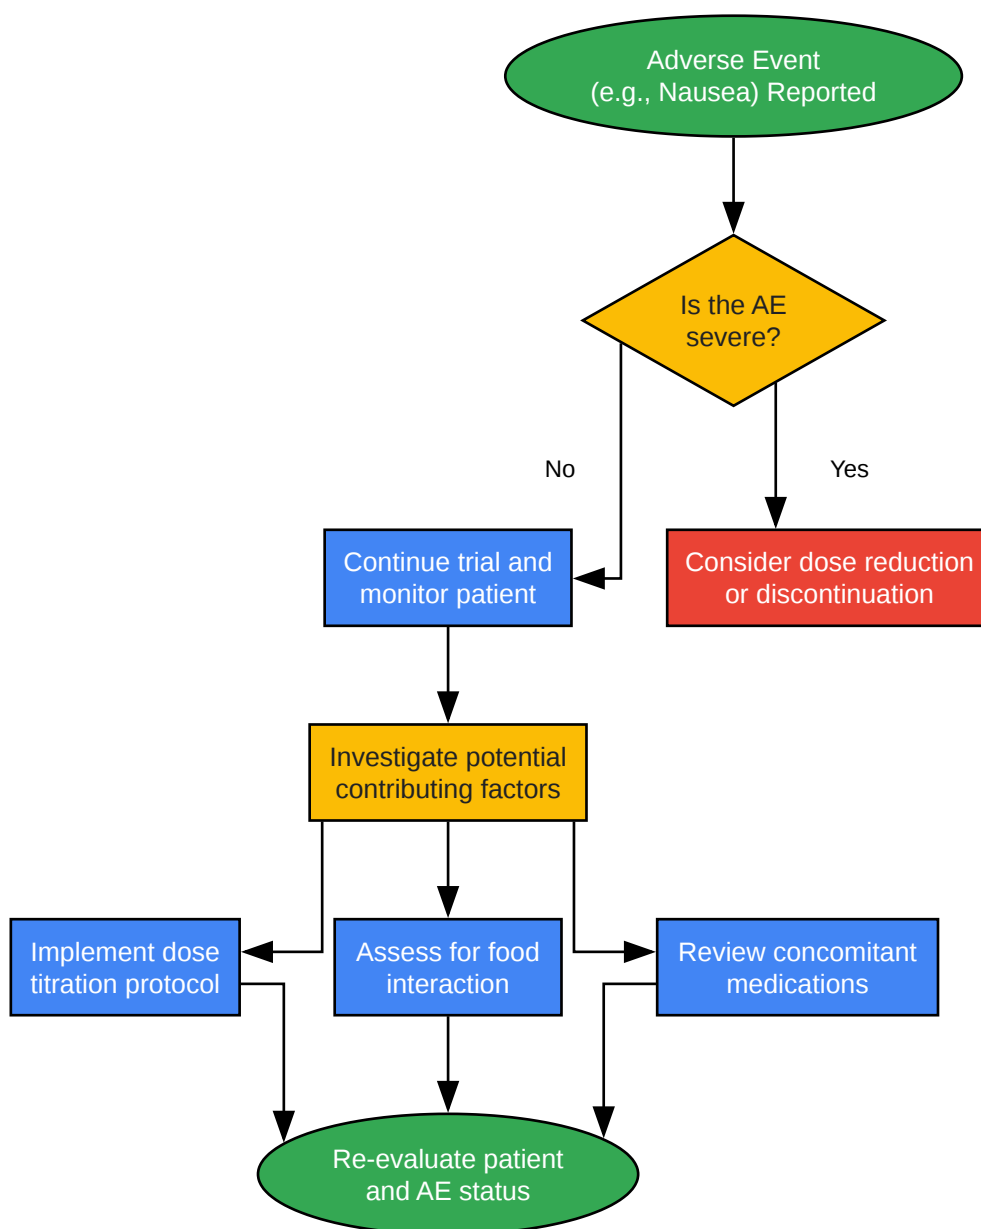 Adverse Event
(e.g., Nausea) Reported
Is the AE
severe?
No
Yes
Continue trial and
monitor patient
Consider dose reduction
or discontinuation
Investigate potential
contributing factors
Implement dose
titration protocol
Assess for food
interaction
Review concomitant
medications
Re-evaluate patient
and AE status